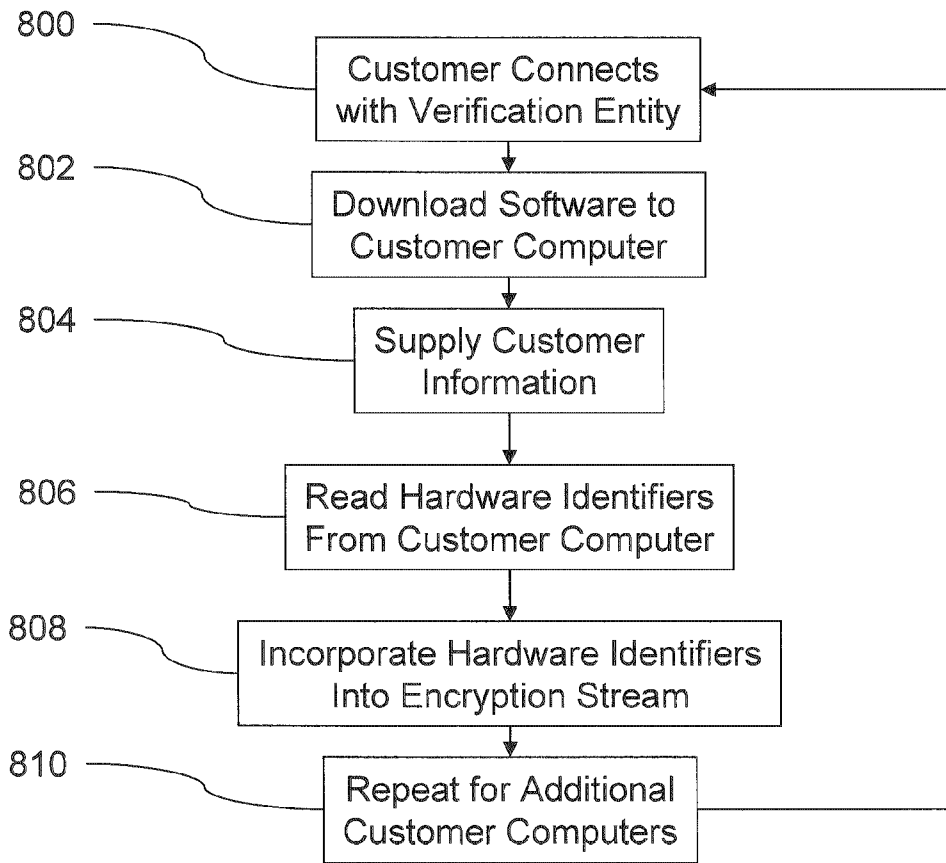 800
Customer Connects
with Verification Entity
802
Download Software to
Customer Computer
804
Supply Customer
Information
806
Read Hardware Identifiers
From Customer Computer
808
Incorporate Hardware Identifiers
Into Encryption Stream
810
Repeat for Additional
Customer Computers